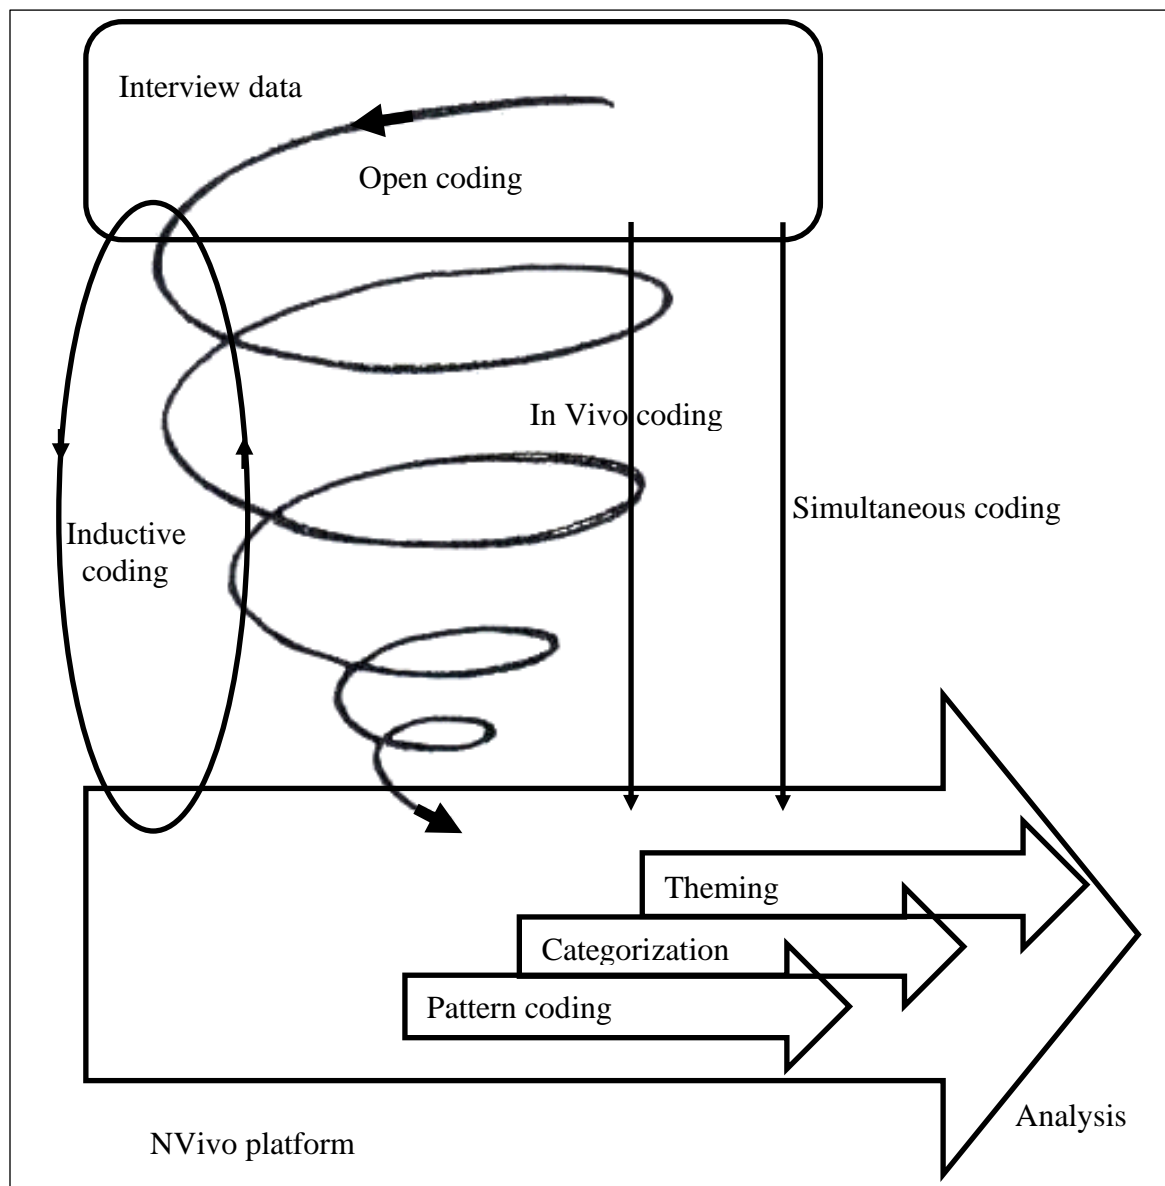 Interview data
Open coding
In Vivo coding
Simultaneous coding
Inductive
coding
Theming
Categorization
Pattern coding
Analysis
NVivo platform